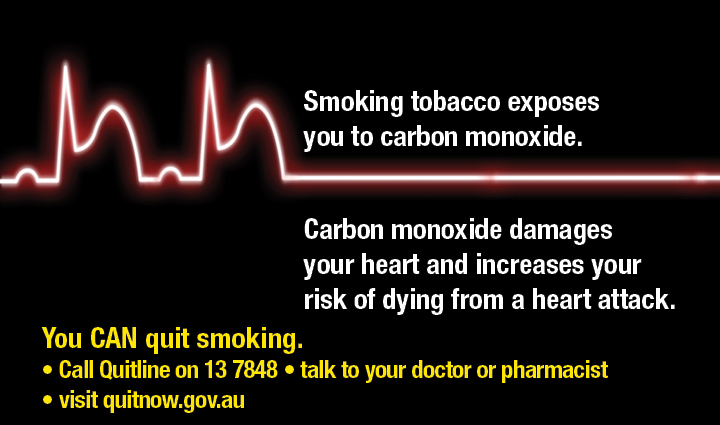 Smoking tobacco exposes
you to carbon monoxide.
Carbon monoxide damages
your heart and increases your
risk of dying from a heart attack.
You CAN quit smoking.
• Call Quitline on 13 7848 • talk to your doctor or pharmacist
• visit quitnow.gov.au